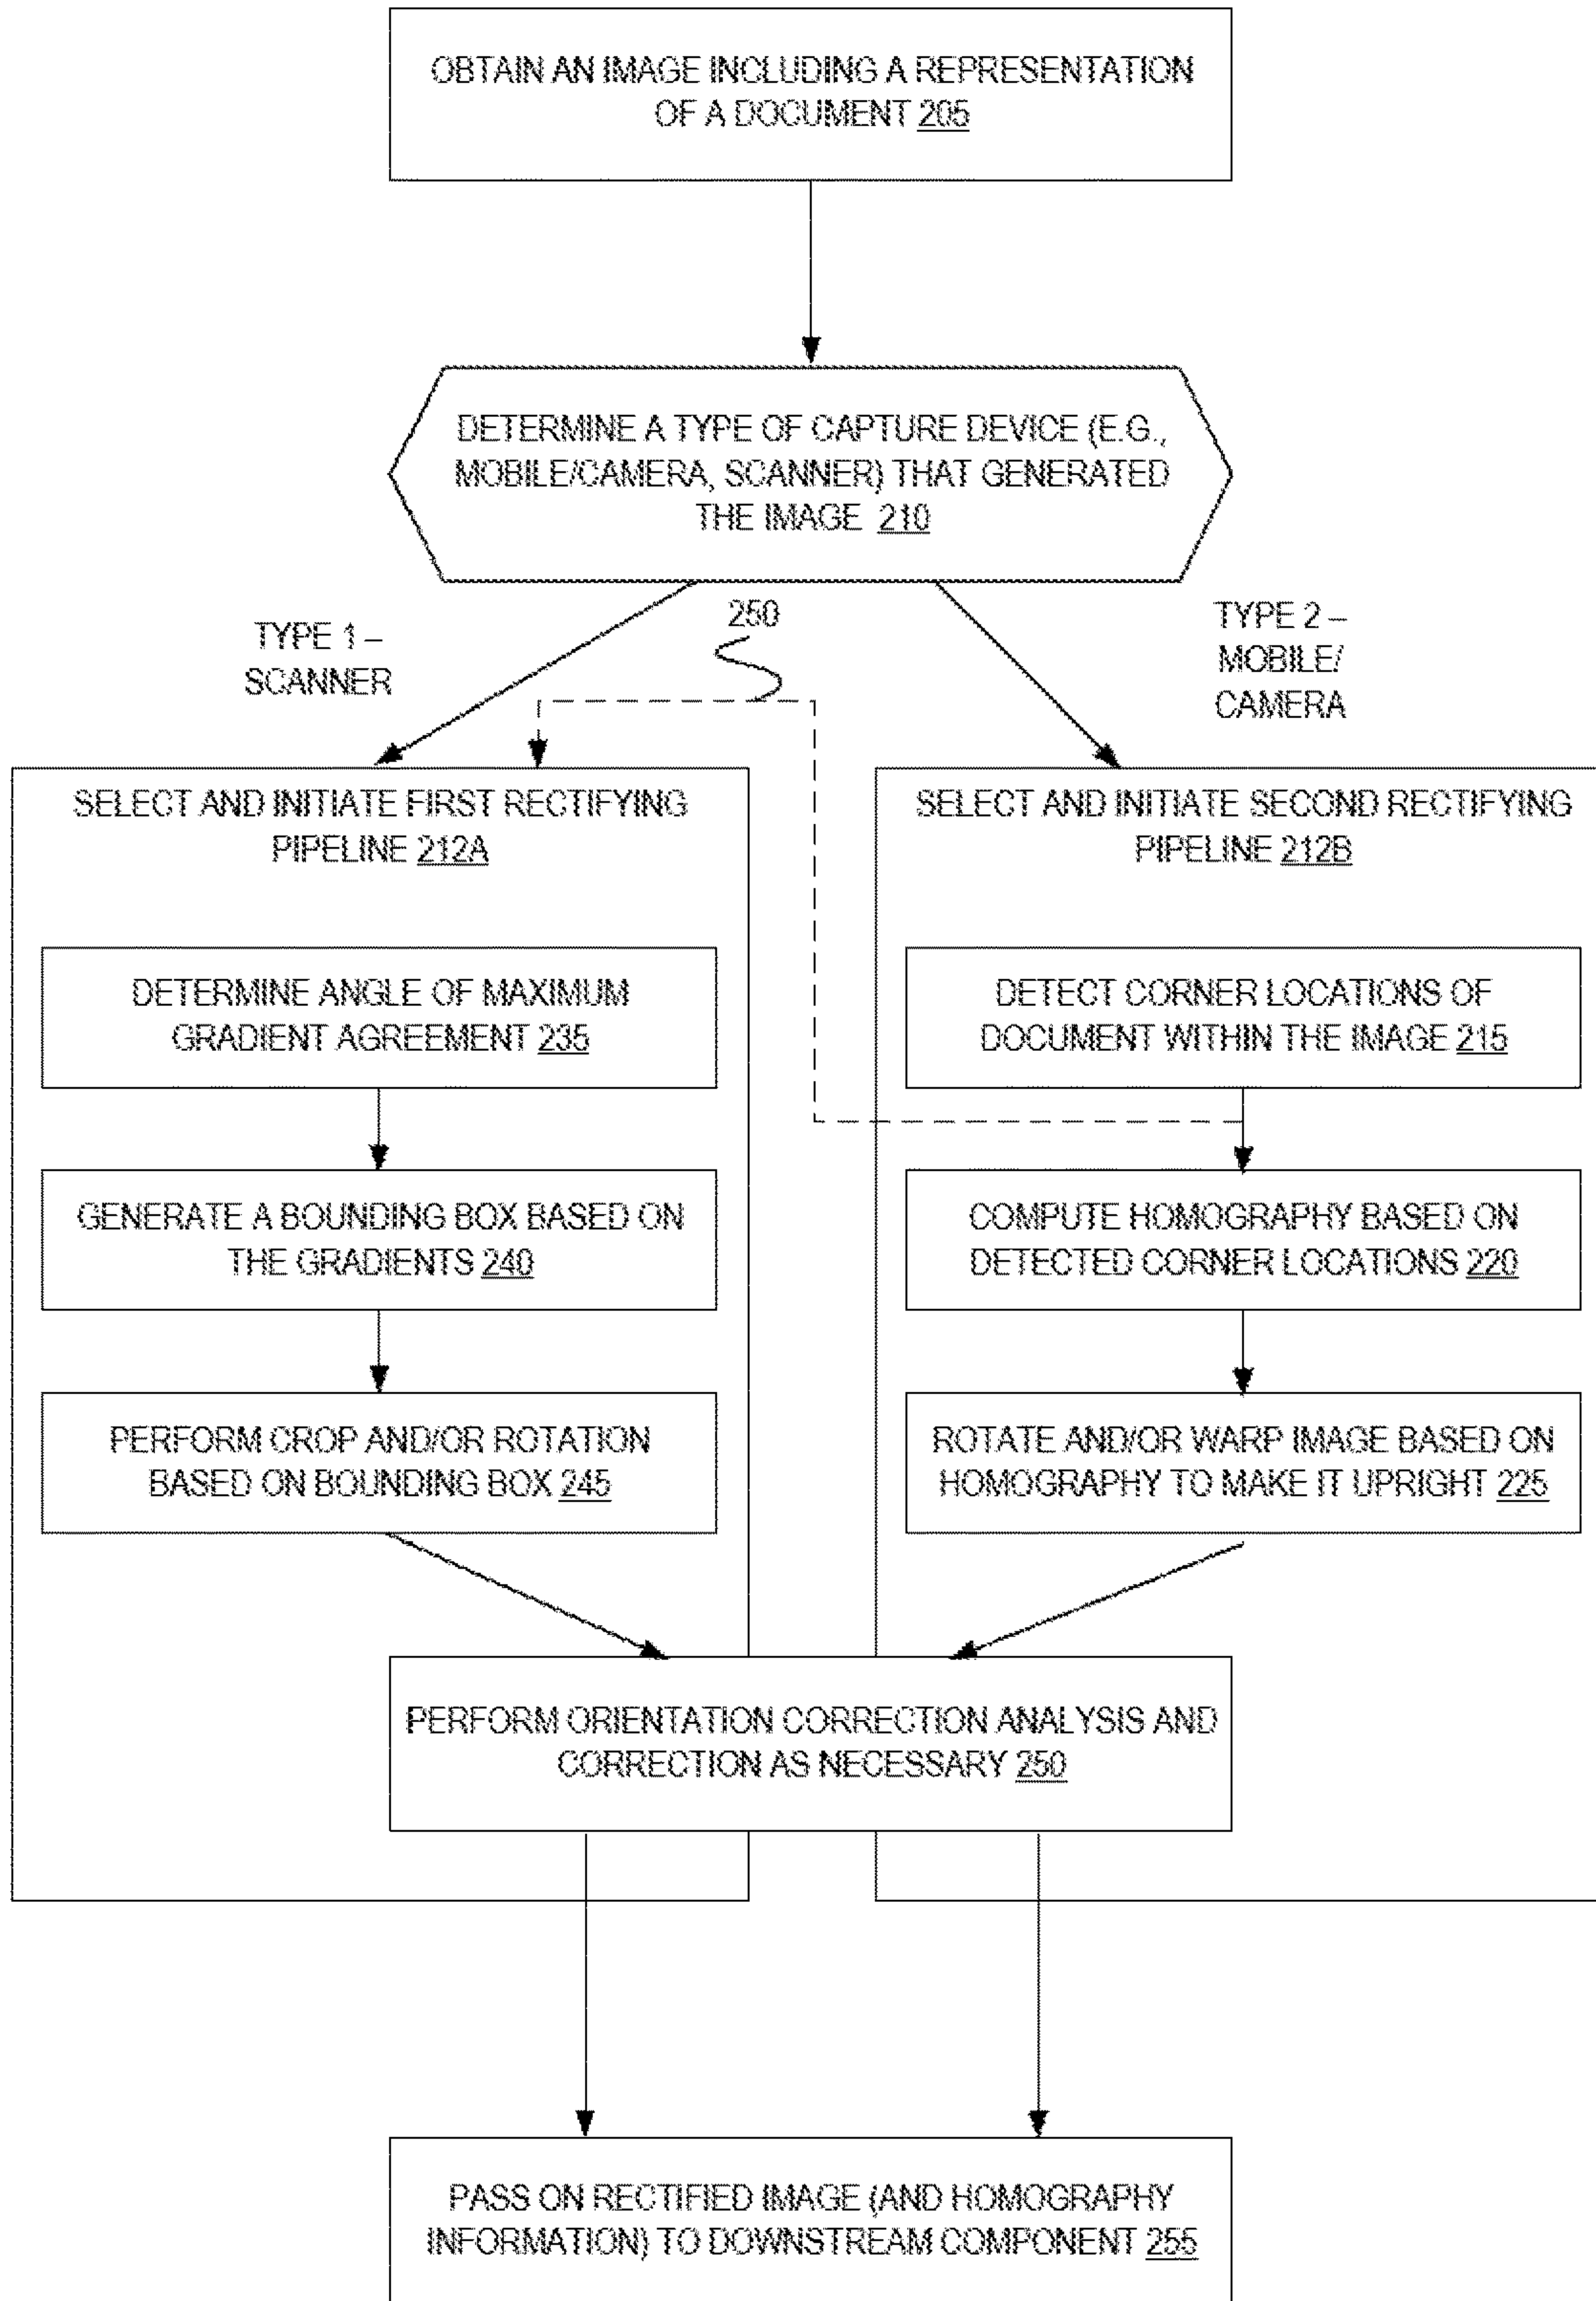 OBTAIN AN IMAGE INCLUDING A REPRESENTATION
OF A DOCUMENT 205
DETERMINE A TYPE OF CAPTURE DEVICE (E.G.,
MOBILE/CAMERA, SCANNER) THAT GENERATED
THE IMAGE 210
TYPE 1 –
SCANNER
250
TYPE 2 –
MOBILE/
CAMERA
SELECT AND INITIATE FIRST RECTIFYING
PIPELINE 212A
DETERMINE ANGLE OF MAXIMUM
GRADIENT AGREEMENT 235
GENERATE A BOUNDING BOX BASED ON
THE GRADIENTS 240
PERFORM CROP AND/OR ROTATION
BASED ON BOUNDING BOX 245
SELECT AND INITIATE SECOND RECTIFYING
PIPELINE 212B
DETECT CORNER LOCATIONS OF
DOCUMENT WITHIN THE IMAGE 215
COMPUTE HOMOGRAPHY BASED ON
DETECTED CORNER LOCATIONS 220
ROTATE AND/OR WARP IMAGE BASED ON
HOMOGRAPHY TO MAKE IT UPRIGHT 225
PERFORM ORIENTATION CORRECTION ANALYSIS AND
CORRECTION AS NECESSARY 250
PASS ON RECTIFIED IMAGE (AND HOMOGRAPHY
INFORMATION) TO DOWNSTREAM COMPONENT 255